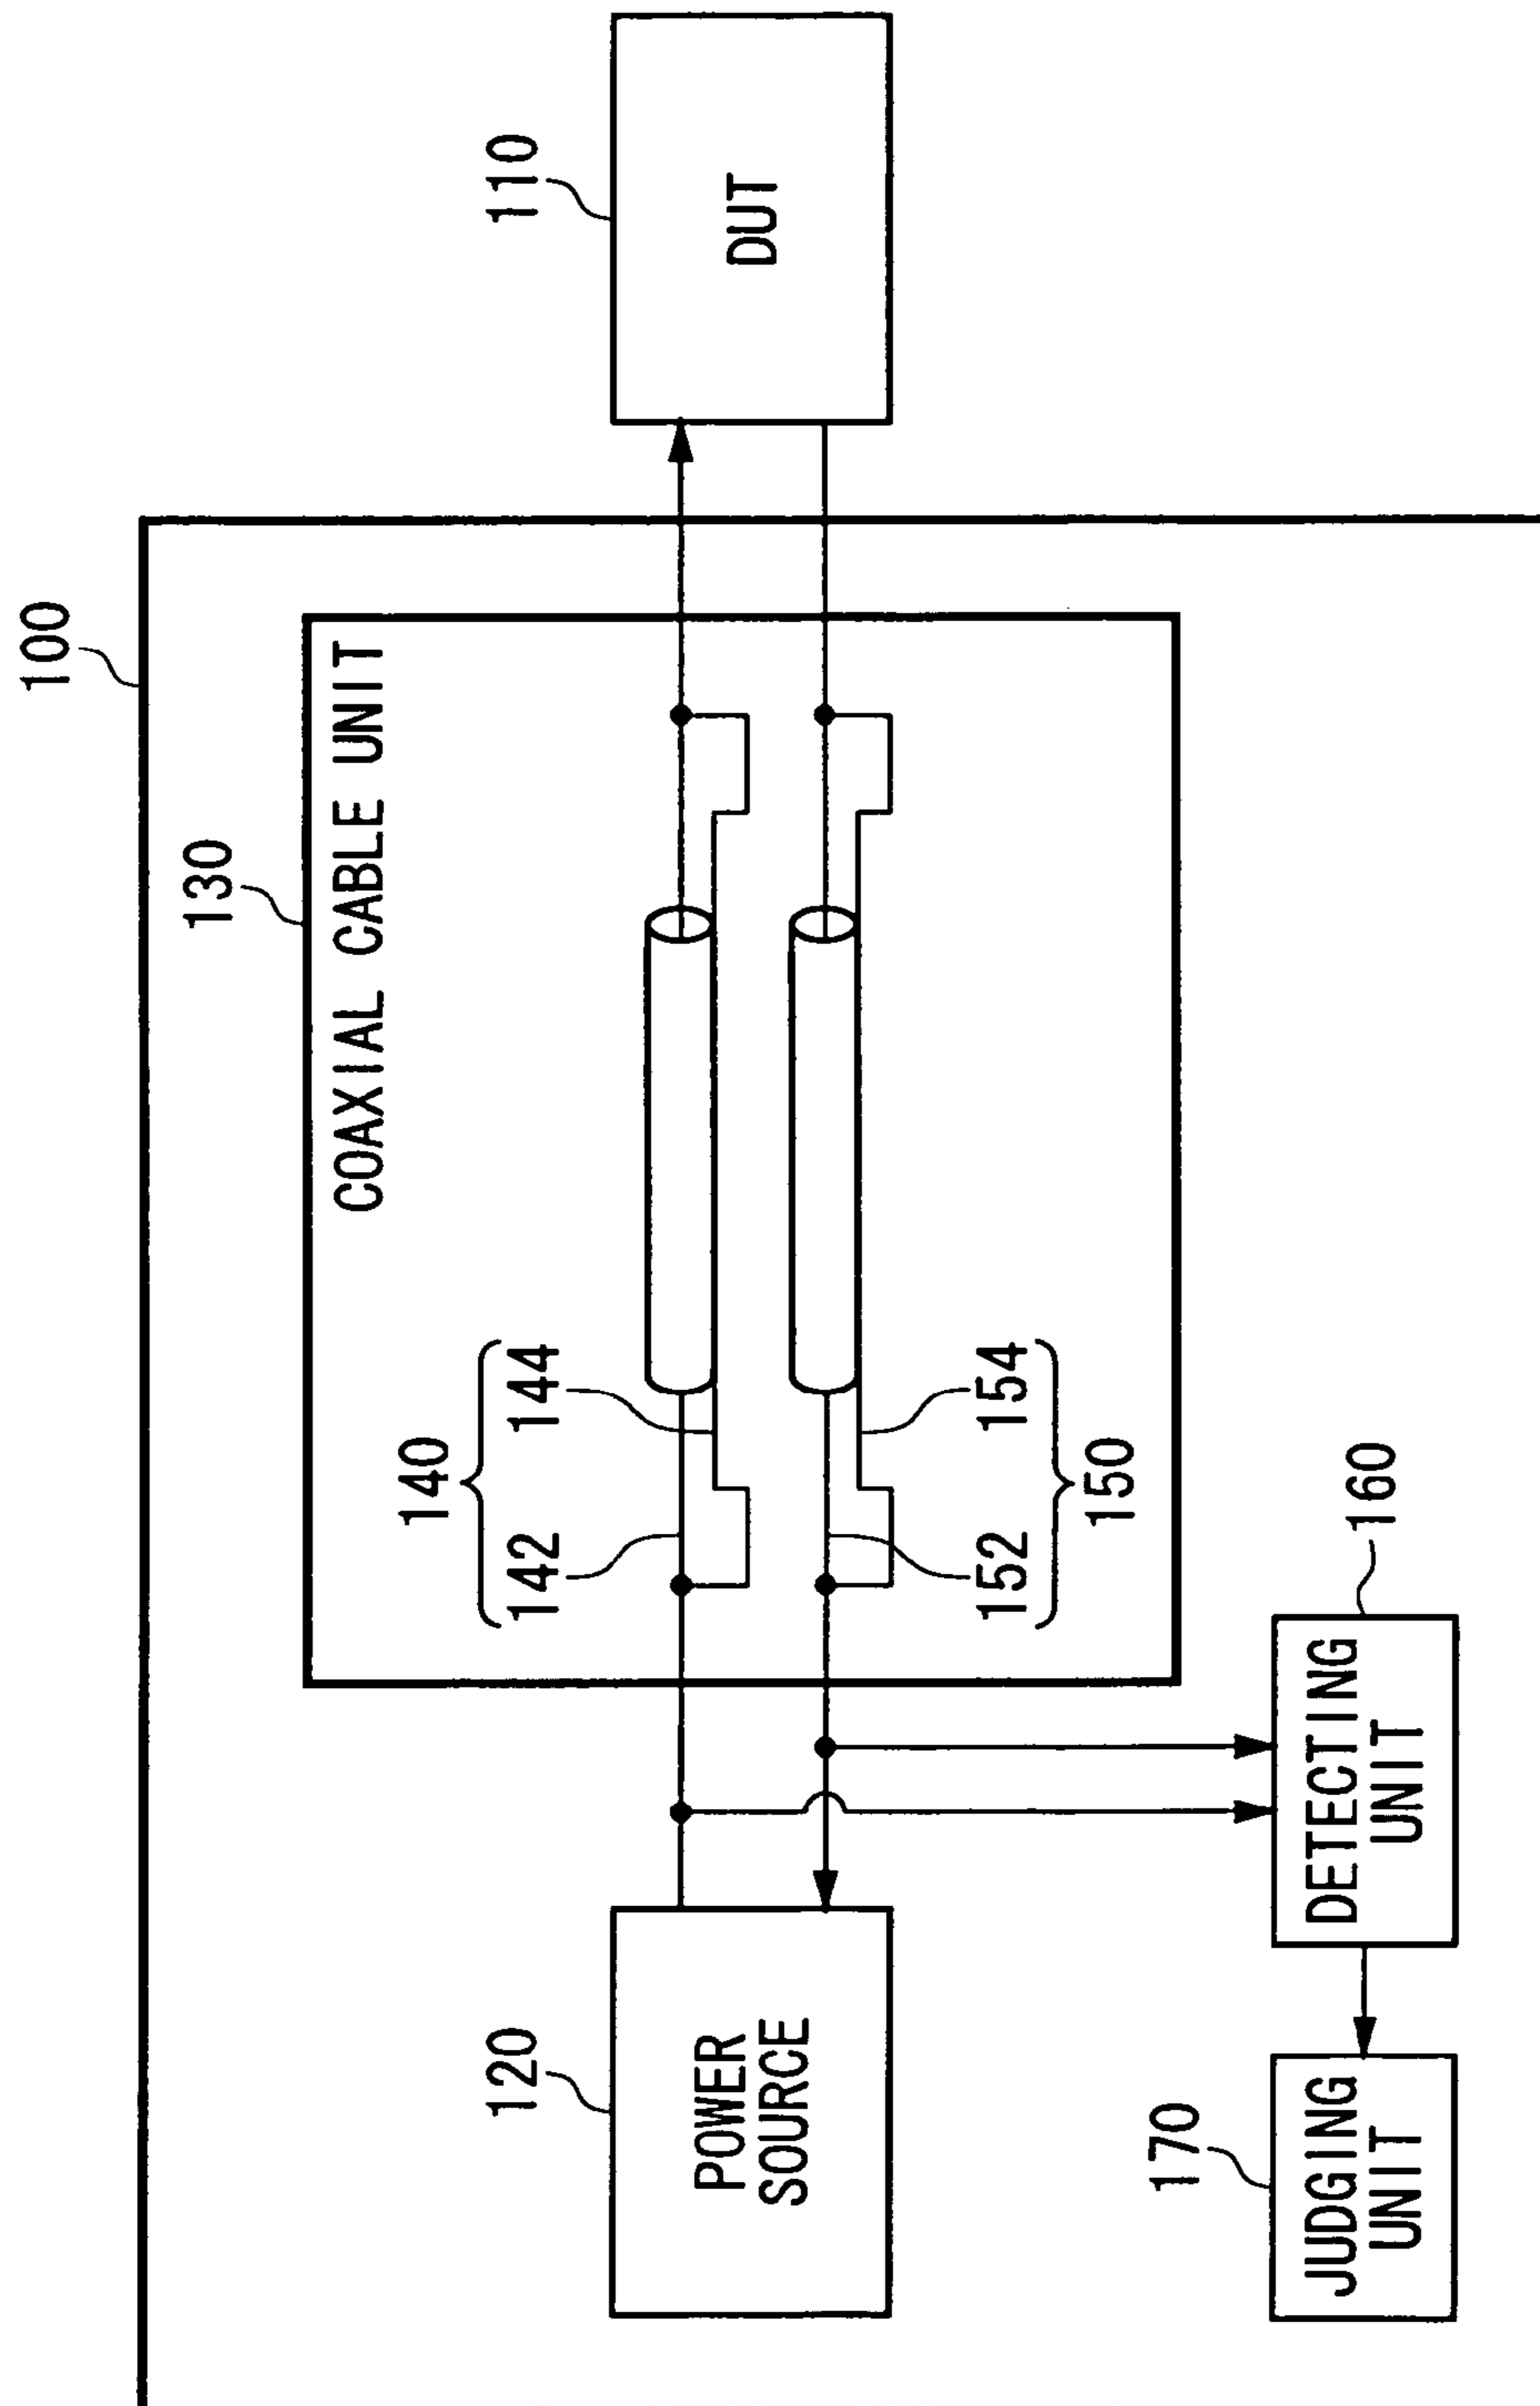 100
130
COAXIAL CABLE UNIT
110
DUT
120
POWER
SOURCE
140
142 144
152 154
150
160
DETECTING
UNIT
170
JUDGING
UNIT